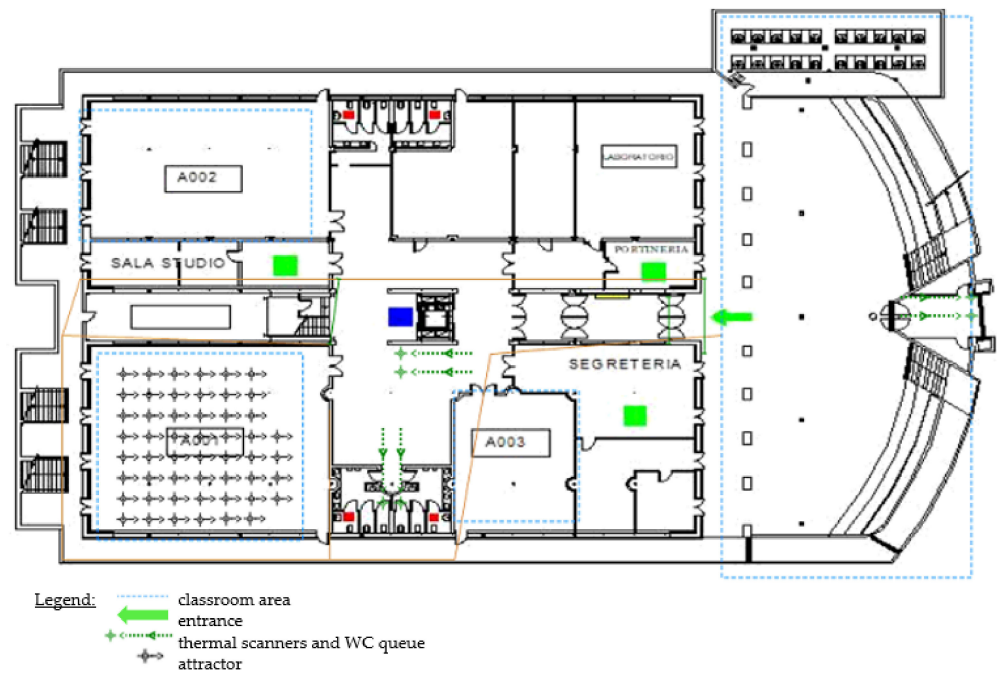 A002
LABORATORIO
SALA STUDIO
PORTINERIA
SEGRETERIA
A001
A003
Legend:
classroom area
entrance
thermal scanners and WC queue
attractor